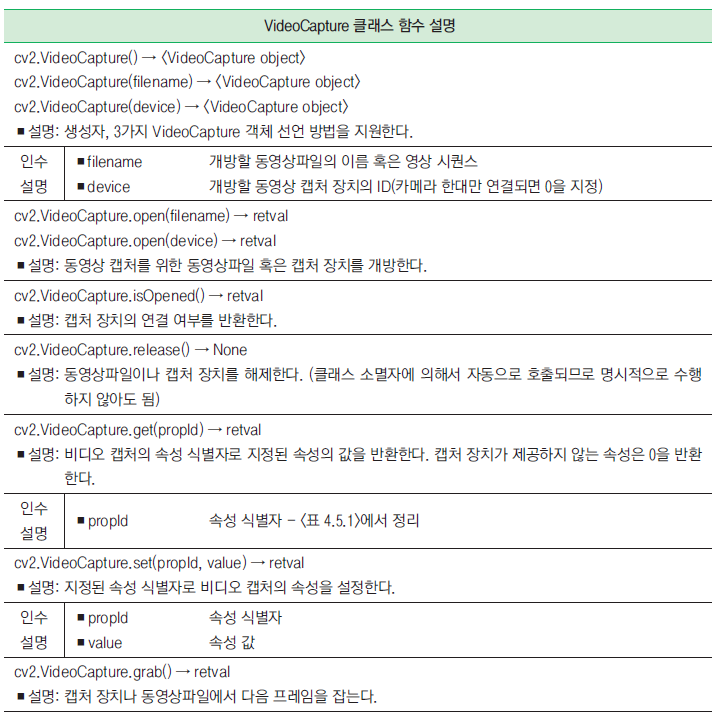 VideoCapture 클래스 함수 설명
cv2.VideoCapture() → 〈VideoCapture object〉
cv2.VideoCapture(filename) → 〈VideoCapture object〉
cv2.VideoCapture(device) → 〈VideoCapture object〉
■ 설명: 생성자, 3가지 VideoCapture 객체 선언 방법을 지원한다.
인수 설명
■ filename 개방할 동영상파일의 이름 혹은 영상 시퀀스
■ device 개방할 동영상 캡처 장치의 ID(카메라 한대만 연결되면 0을 지정)
cv2.VideoCapture.open(filename) → retval
cv2.VideoCapture.open(device) → retval
■ 설명: 동영상 캡처를 위한 동영상파일 혹은 캡처 장치를 개방한다.
cv2.VideoCapture.isOpened() → retval
■ 설명: 캡처 장치의 연결 여부를 반환한다.
cv2.VideoCapture.release() → None
■ 설명: 동영상파일이나 캡처 장치를 해제한다. (클래스 소멸자에 의해서 자동으로 호출되므로 명시적으로 수행
하지 않아도 됨)
cv2.VideoCapture.get(propId) → retval
■ 설명: 비디오 캡처의 속성 식별자로 지정된 속성의 값을 반환한다. 캡처 장치가 제공하지 않는 속성은 0을 반환
한다.
인수 설명
■ propId 속성 식별자 - 〈표 4.5.1〉에서 정리
cv2.VideoCapture.set(propId, value) → retval
■ 설명: 지정된 속성 식별자로 비디오 캡처의 속성을 설정한다.
인수 설명
■ propId 속성 식별자
■ value 속성 값
cv2.VideoCapture.grab() → retval
■ 설명: 캡처 장치나 동영상파일에서 다음 프레임을 잡는다.